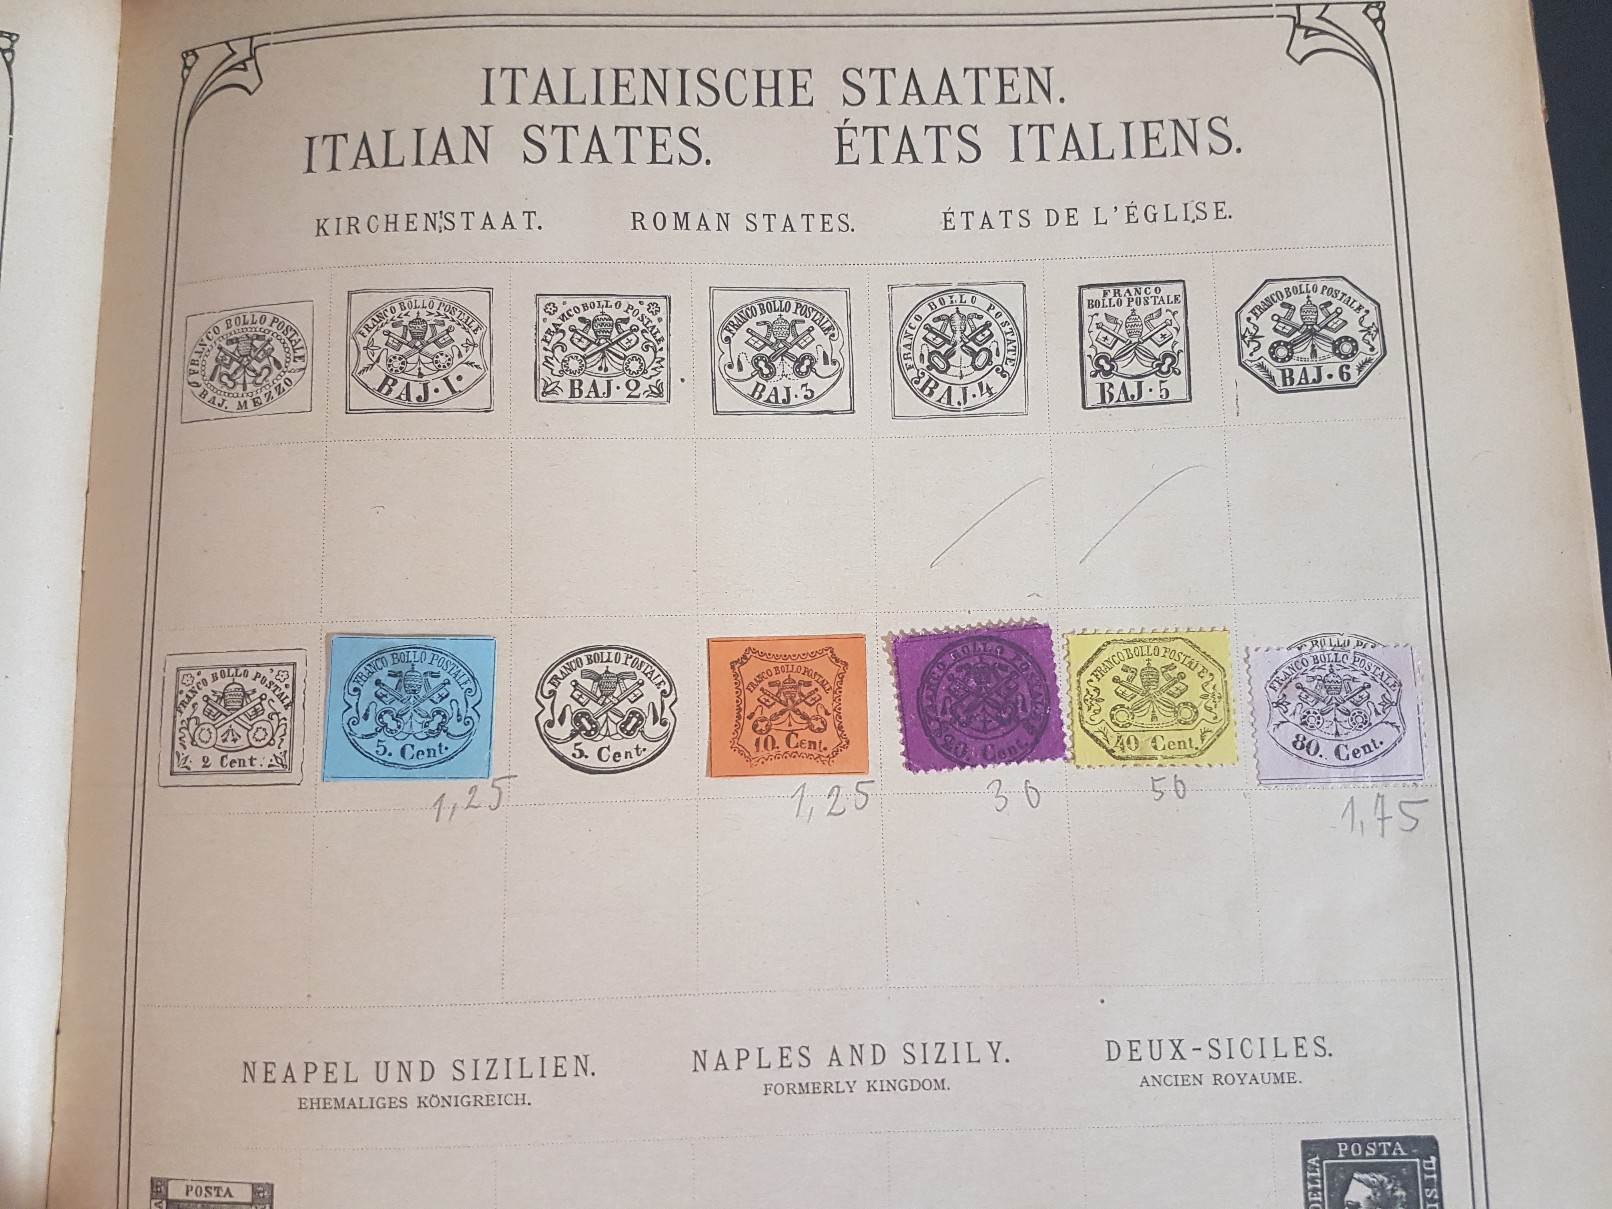 ITALIENISCHE STAATEN.
ITALIAN STATES. ÉTATS ITALIENS.
KIRCHENSTAAT. ROMAN STATES. ÉTATS DE L'ÉGLISE.
FRANCO BOLLO POSTALE
BAJ. MEZZO
FRANCO BOLLO POSTALE
BAJ. 1.
FRANCO BOLLO POSTALE
BAJ. 2
FRANCO BOLLO POSTALE
BAJ. 3
FRANCO BOLLO POSTALE
BAJ. 4
FRANCO
BOLLO POSTALE
BAJ. 5
FRANCO BOLLO POSTALE
BAJ. 6
FRANCO BOLLO POSTALE
2 Cent.
FRANCO BOLLO POSTALE
5. Cent.
FRANCO BOLLO POSTALE
5. Cent.
FRANCO BOLLO POSTALE
10. Cent.
20. Cent.
FRANCO BOLLO POSTALE
40 Cent.
FRANCO BOLLO POSTALE
80. Cent.
1,25 1,25 30 50 1,75
NEAPEL UND SIZILIEN. NAPLES AND SIZILY. DEUX-SICILES.
EHEMALIGES KÖNIGREICH. FORMERLY KINGDOM. ANCIEN ROYAUME.
POSTA
POSTA
DELLA